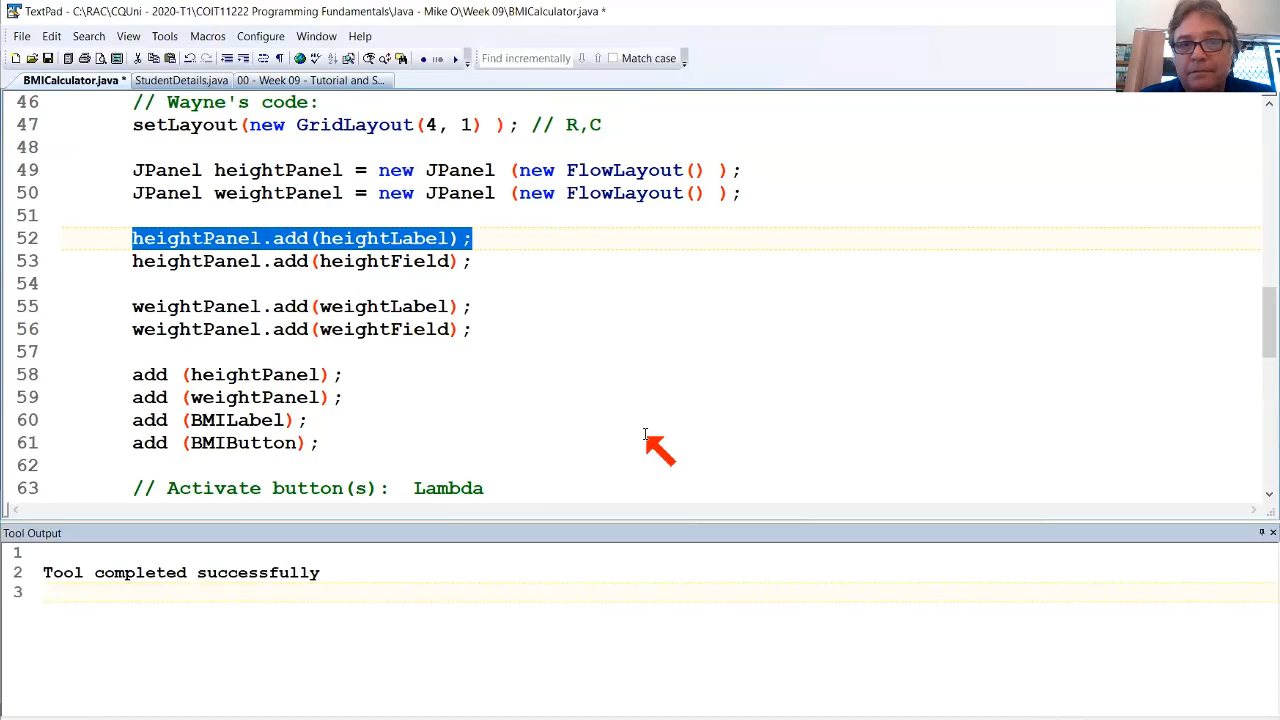 TextPad - C:\RAC\CQUni - 2020-T1\COIT11222 Programming Fundamentals\Java - Mike O\Week 09\BMICalculator.java *
File Edit Search View Tools Macros Configure Window Help
Find incrementally Match case
BMICalculator.java * StudentDetails.java 00 - Week 09 - Tutorial and S...
46 // Wayne's code:
47 setLayout(new GridLayout(4, 1) ); // R,C
48
49 JPanel heightPanel = new JPanel (new FlowLayout() );
50 JPanel weightPanel = new JPanel (new FlowLayout() );
51
52 heightPanel.add(heightLabel);
53 heightPanel.add(heightField);
54
55 weightPanel.add(weightLabel);
56 weightPanel.add(weightField);
57
58 add (heightPanel);
59 add (weightPanel);
60 add (BMILabel);
61 add (BMIButton);
62
63 // Activate button(s): Lambda
Tool Output
1
2 Tool completed successfully
3